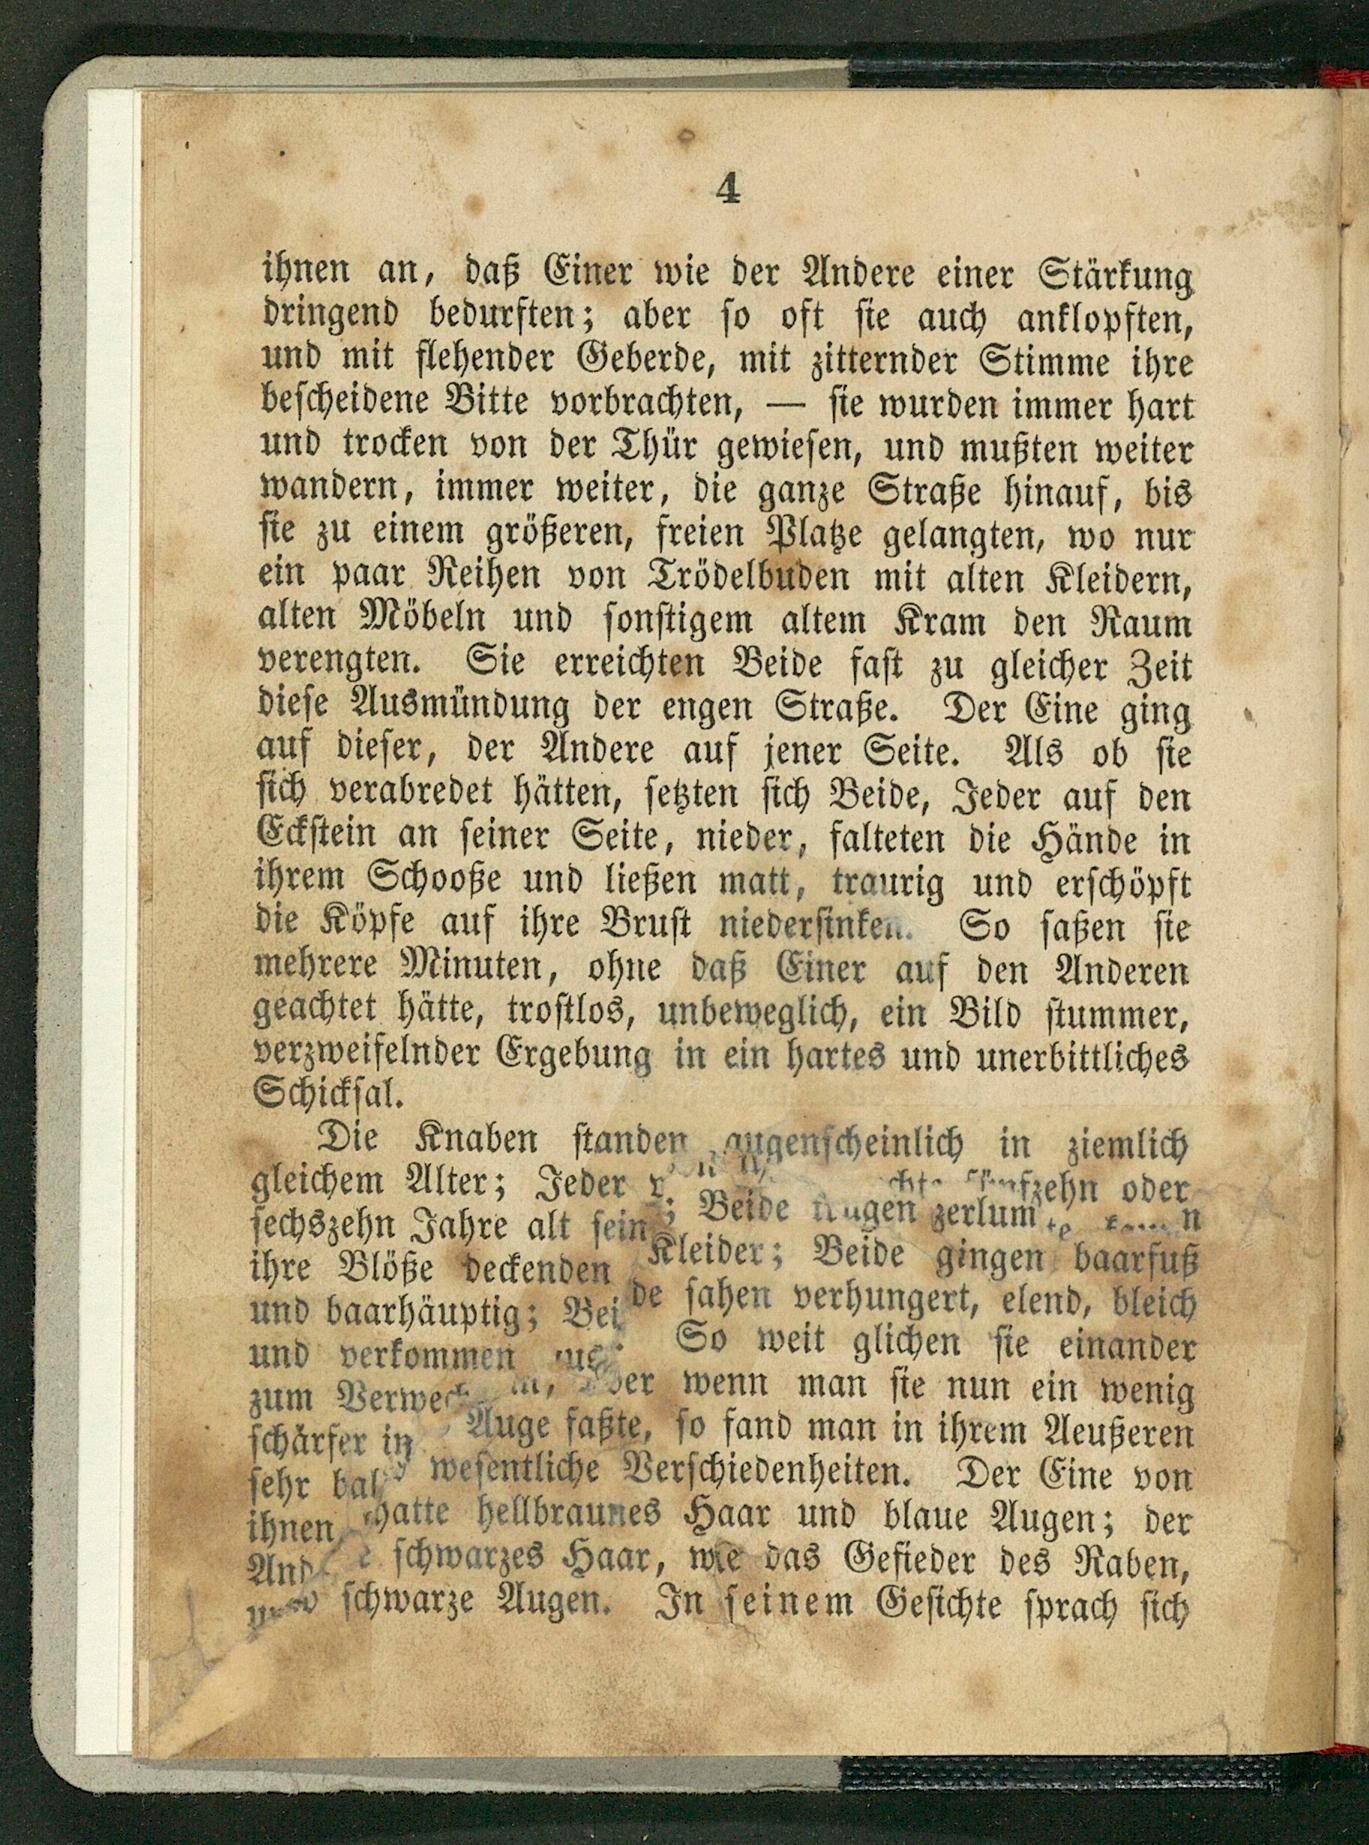 4
ihnen an, daß Einer wie der Andere einer Stärkung
dringend bedurften; aber so oft sie auch anklopften,
und mit flehender Geberde, mit zitternder Stimme ihre
bescheidene Bitte vorbrachten, — sie wurden immer hart
und trocken von der Thür gewiesen, und mußten weiter
wandern, immer weiter, die ganze Straße hinauf, bis
sie zu einem größeren, freien Platze gelangten, wo nur
ein paar Reihen von Trödelbuden mit alten Kleidern,
alten Möbeln und sonstigem altem Kram den Raum
verengten. Sie erreichten Beide fast zu gleicher Zeit
diese Ausmündung der engen Straße. Der Eine ging
auf dieser, der Andere auf jener Seite. Als ob sie
sich verabredet hätten, setzten sich Beide, Jeder auf den
Eckstein an seiner Seite, nieder, falteten die Hände in
ihrem Schooße und ließen matt, traurig und erschöpft
die Köpfe auf ihre Brust niedersinken. So saßen sie
mehrere Minuten, ohne daß Einer auf den Anderen
geachtet hätte, trostlos, unbeweglich, ein Bild stummer,
verzweifelnder Ergebung in ein hartes und unerbittliches
Schicksal.
Die Knaben standen augenscheinlich in ziemlich
gleichem Alter; Jeder fünfzehn oder
sechszehn Jahre alt sein; Beide trugen
ihre Blöße deckenden Kleider; Beide gingen baarfuß
und baarhäuptig; Beide sahen verhungert, elend, bleich
und verkommen aus. So weit glichen sie einander
zum aber wenn man sie nun ein wenig
schärfer in Auge faßte, so fand man in ihrem Aeußeren
sehr bald wesentliche Verschiedenheiten. Der Eine von
ihnen hatte hellbraunes Haar und blaue Augen; der
Andere schwarzes Haar, wie das Gefieder des Raben,
und schwarze Augen. In seinem Gesichte sprach sich